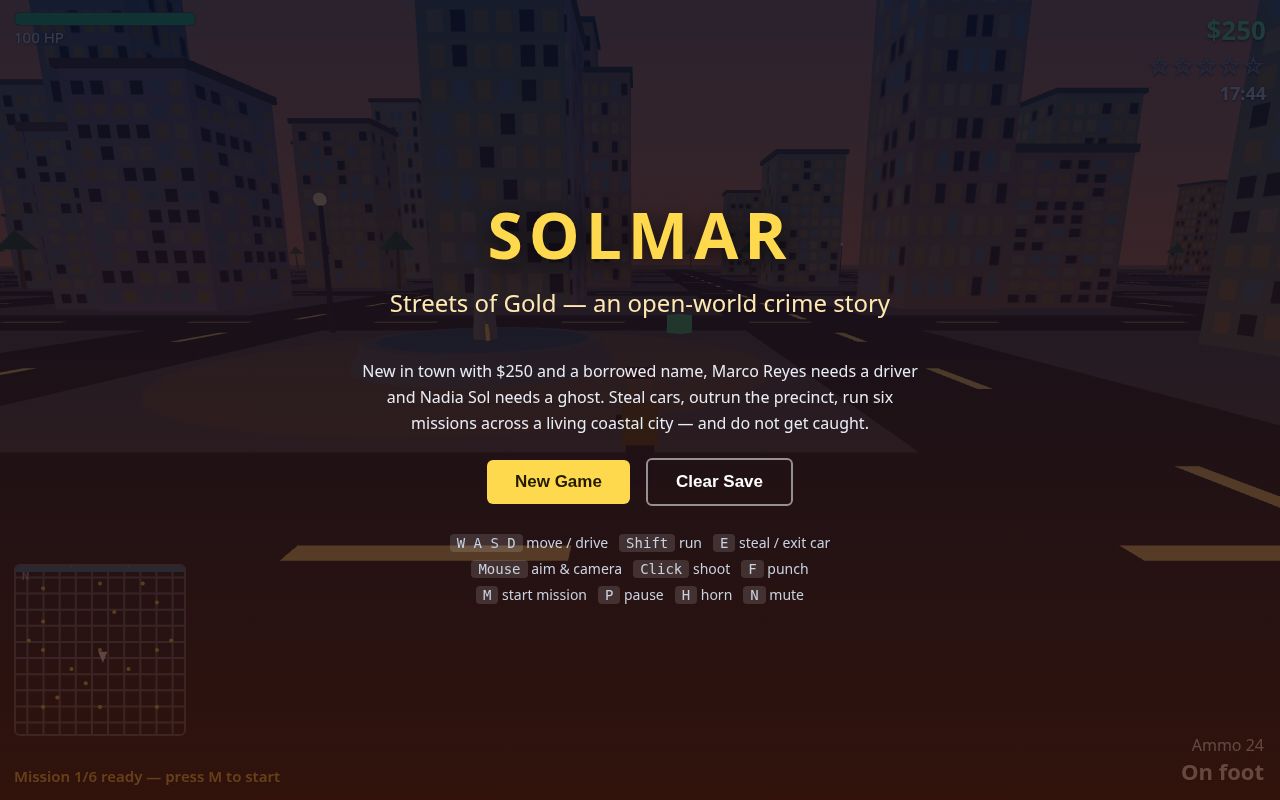 100 HP
$250
☆☆☆☆☆
17:44
SOLMAR
Streets of Gold — an open-world crime story
New in town with $250 and a borrowed name, Marco Reyes needs a driver
and Nadia Sol needs a ghost. Steal cars, outrun the precinct, run six
missions across a living coastal city — and do not get caught.
New Game
Clear Save
W A S D move / drive Shift run E steal / exit car
Mouse aim & camera Click shoot F punch
M start mission P pause H horn N mute
N
Ammo 24
On foot
Mission 1/6 ready — press M to start